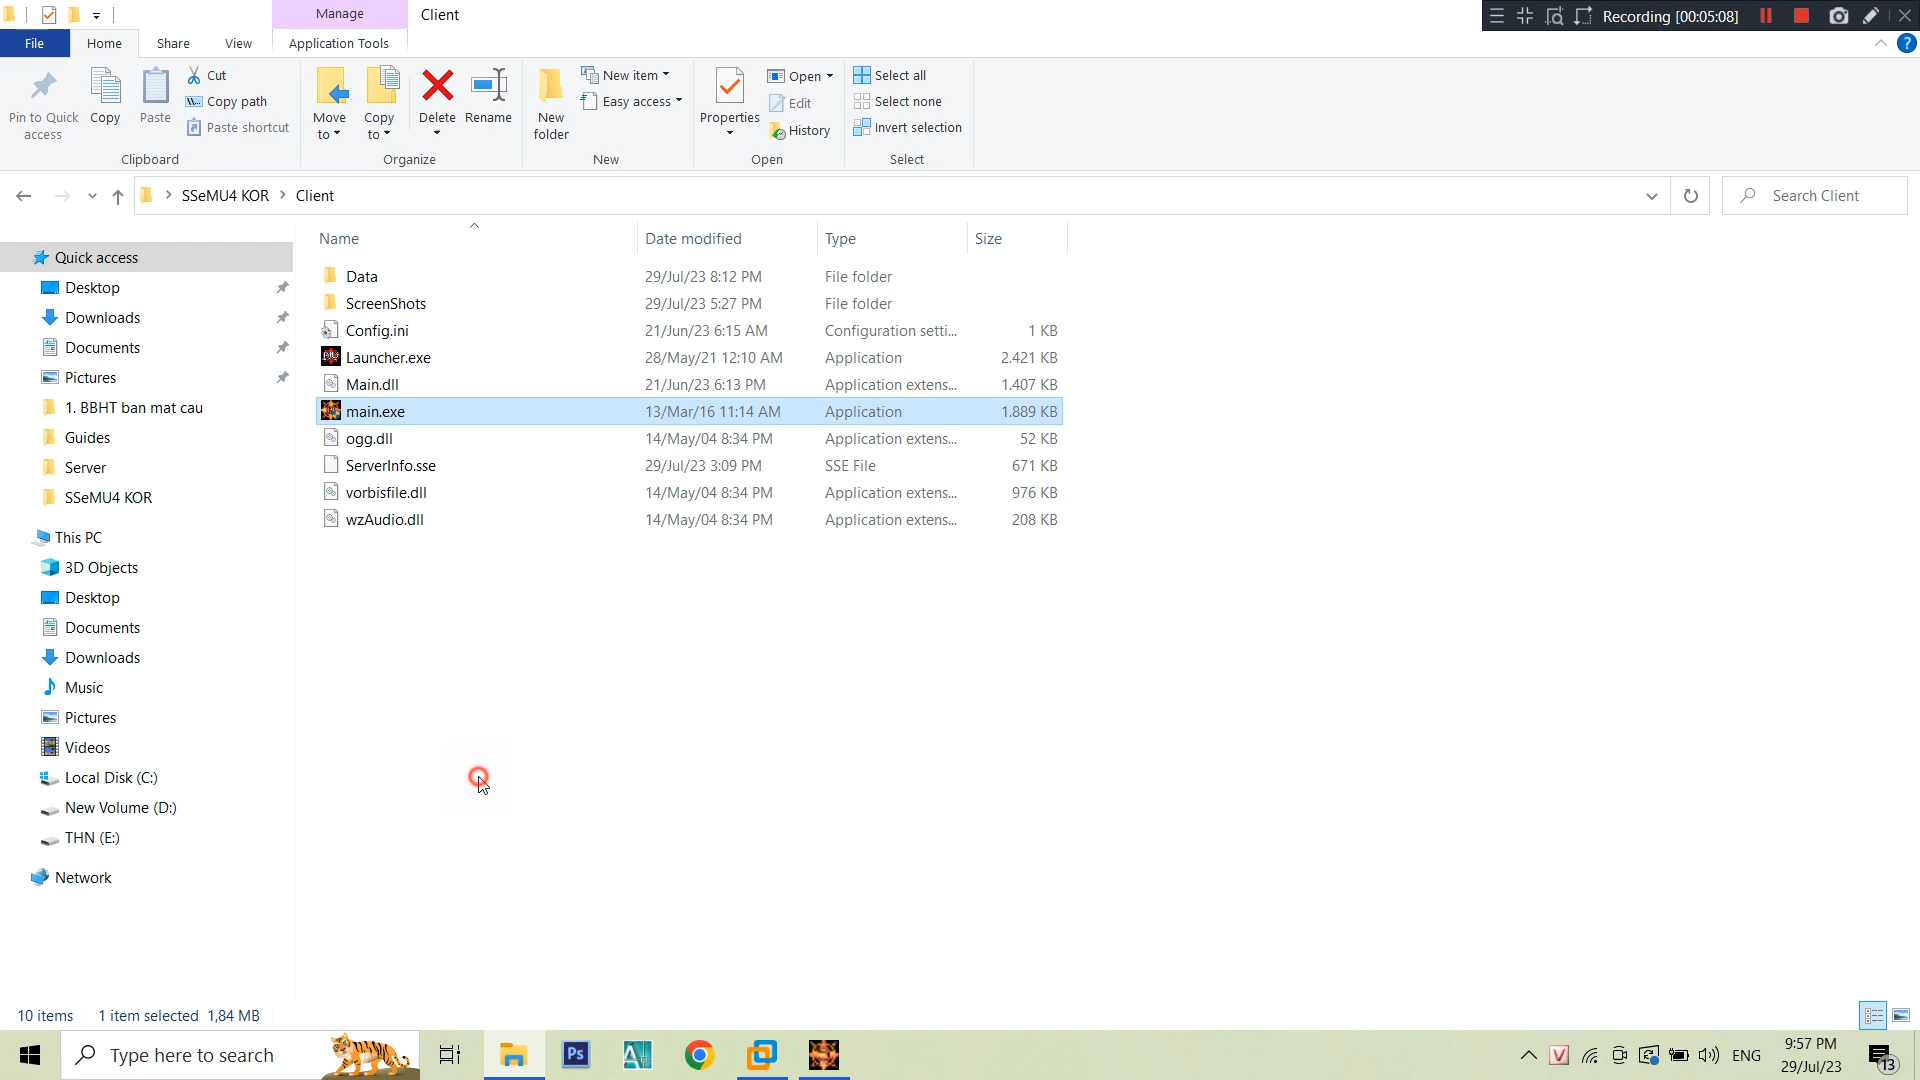 Manage
Client
Recording [00:05:08]
File
Home
Share
View
Application Tools
Pin to Quick access
Copy
Paste
Cut
Copy path
Paste shortcut
Clipboard
Move to
Copy to
Delete
Rename
Organize
New folder
New item
Easy access
New
Properties
Open
Edit
History
Open
Select all
Select none
Invert selection
Select
SSeMU4 KOR
Client
Search Client
Name
Date modified
Type
Size
Data 29/Jul/23 8:12 PM File folder
ScreenShots 29/Jul/23 5:27 PM File folder
Config.ini 21/Jun/23 6:15 AM Configuration setti... 1 KB
Launcher.exe 28/May/21 12:10 AM Application 2.421 KB
Main.dll 21/Jun/23 6:13 PM Application extens... 1.407 KB
main.exe 13/Mar/16 11:14 AM Application 1.889 KB
ogg.dll 14/May/04 8:34 PM Application extens... 52 KB
ServerInfo.sse 29/Jul/23 3:09 PM SSE File 671 KB
vorbisfile.dll 14/May/04 8:34 PM Application extens... 976 KB
wzAudio.dll 14/May/04 8:34 PM Application extens... 208 KB
Quick access
Desktop
Downloads
Documents
Pictures
1. BBHT ban mat cau
Guides
Server
SSeMU4 KOR
This PC
3D Objects
Desktop
Documents
Downloads
Music
Pictures
Videos
Local Disk (C:)
New Volume (D:)
THN (E:)
Network
10 items
1 item selected 1,84 MB
Type here to search
Ps
V
ENG
9:57 PM
29/Jul/23
13